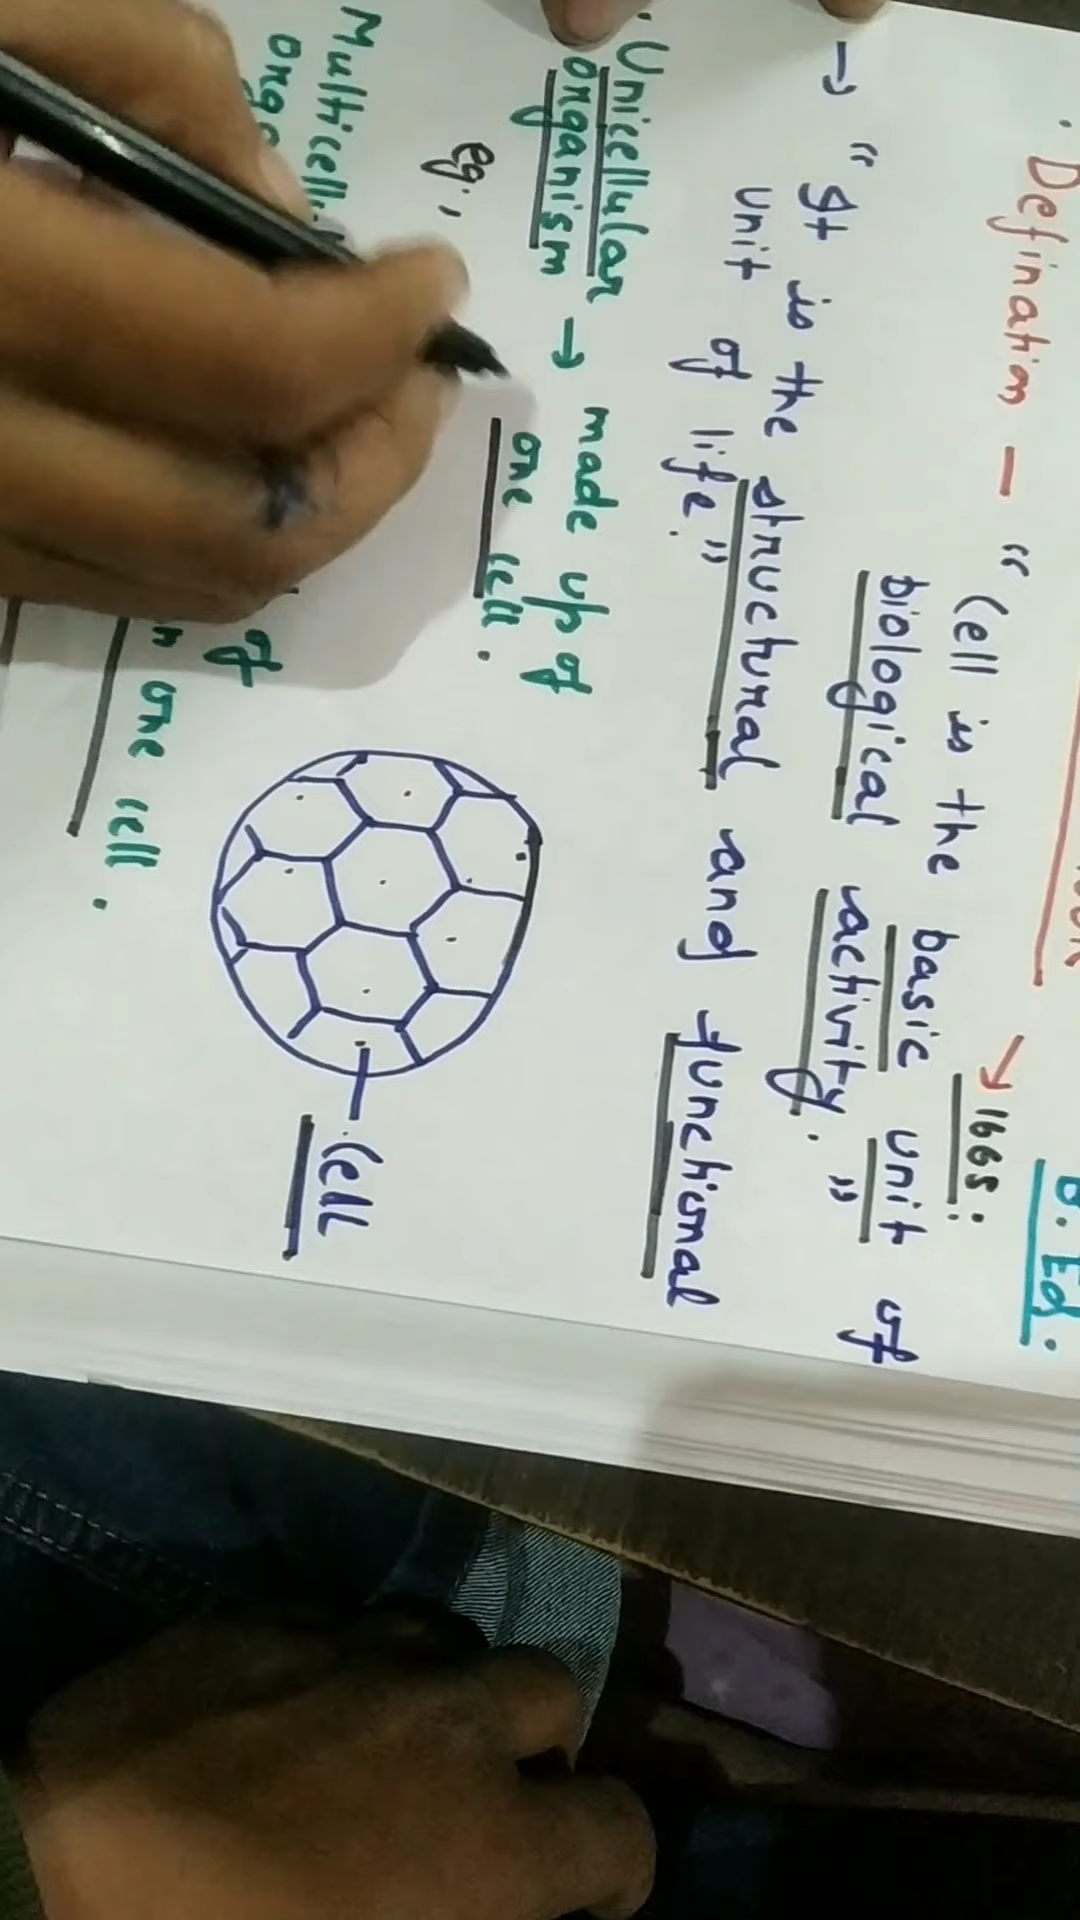 B.Ed.
→ 1665:
Defination — "Cell is the basic unit of
biological activity."
→ "It is the structural and functional
unit of life."
Unicellular → made up of
organism one cell.
eg,
of
one cell.
Cell